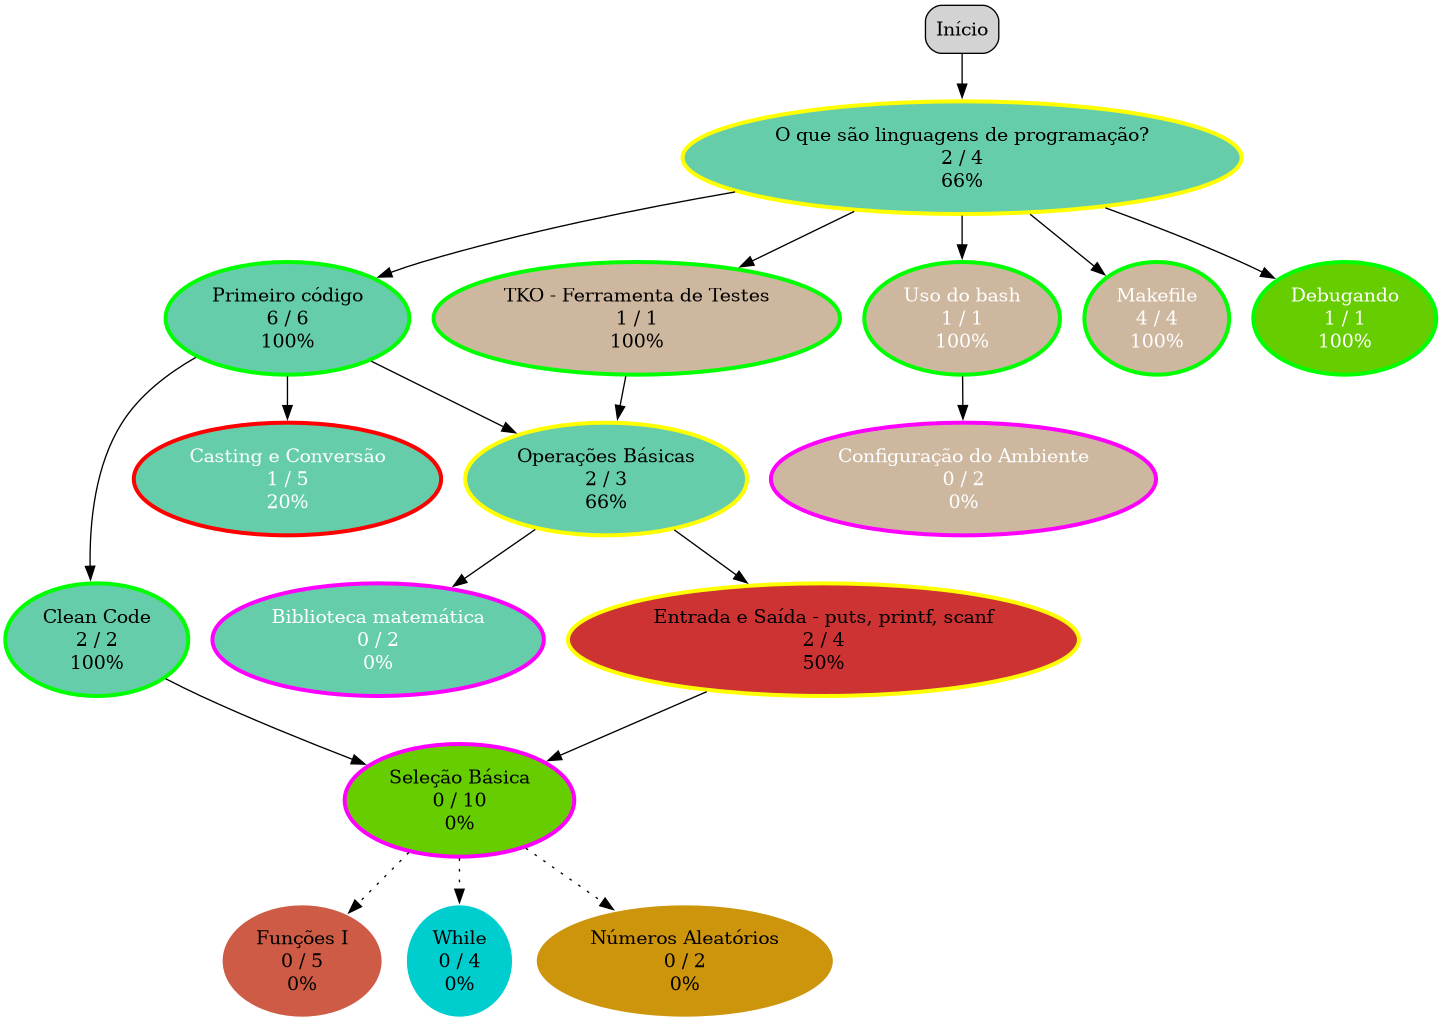 Início
O que são linguagens de programação?
2 / 4
66%
Primeiro código
6 / 6
100%
TKO - Ferramenta de Testes
1 / 1
100%
Uso do bash
1 / 1
100%
Makefile
4 / 4
100%
Debugando
1 / 1
100%
Casting e Conversão
1 / 5
20%
Operações Básicas
2 / 3
66%
Configuração do Ambiente
0 / 2
0%
Clean Code
2 / 2
100%
Biblioteca matemática
0 / 2
0%
Entrada e Saída - puts, printf, scanf
2 / 4
50%
Seleção Básica
0 / 10
0%
Funções I
0 / 5
0%
While
0 / 4
0%
Números Aleatórios
0 / 2
0%